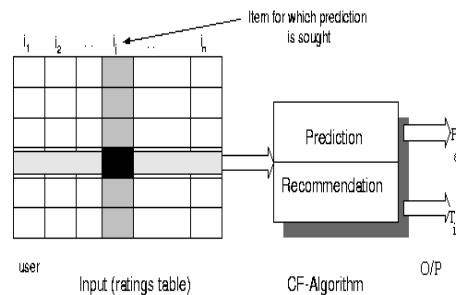 Item for which prediction
is sought
i1 i2 . . ij . . in
Prediction
Recommendation
user
Input (ratings table)
CF-Algorithm
O/P